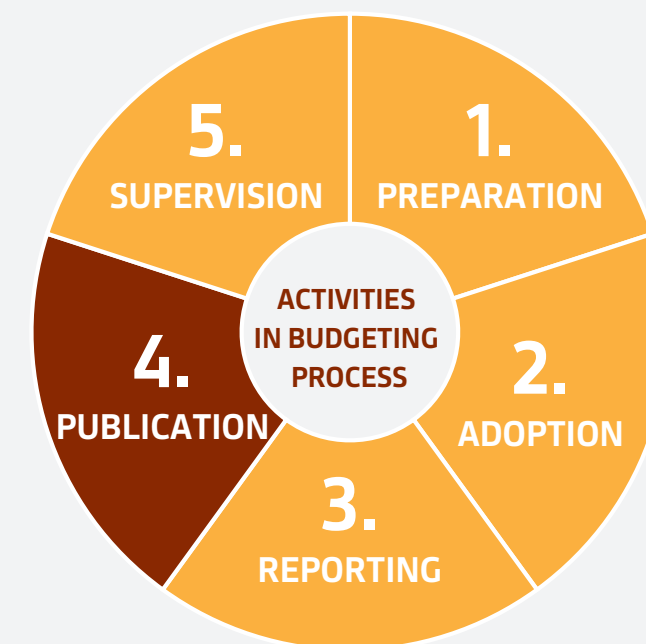 ACTIVITIES
IN BUDGETING
PROCESS
1.
PREPARATION
2.
ADOPTION
3.
REPORTING
4.
PUBLICATION
5.
SUPERVISION